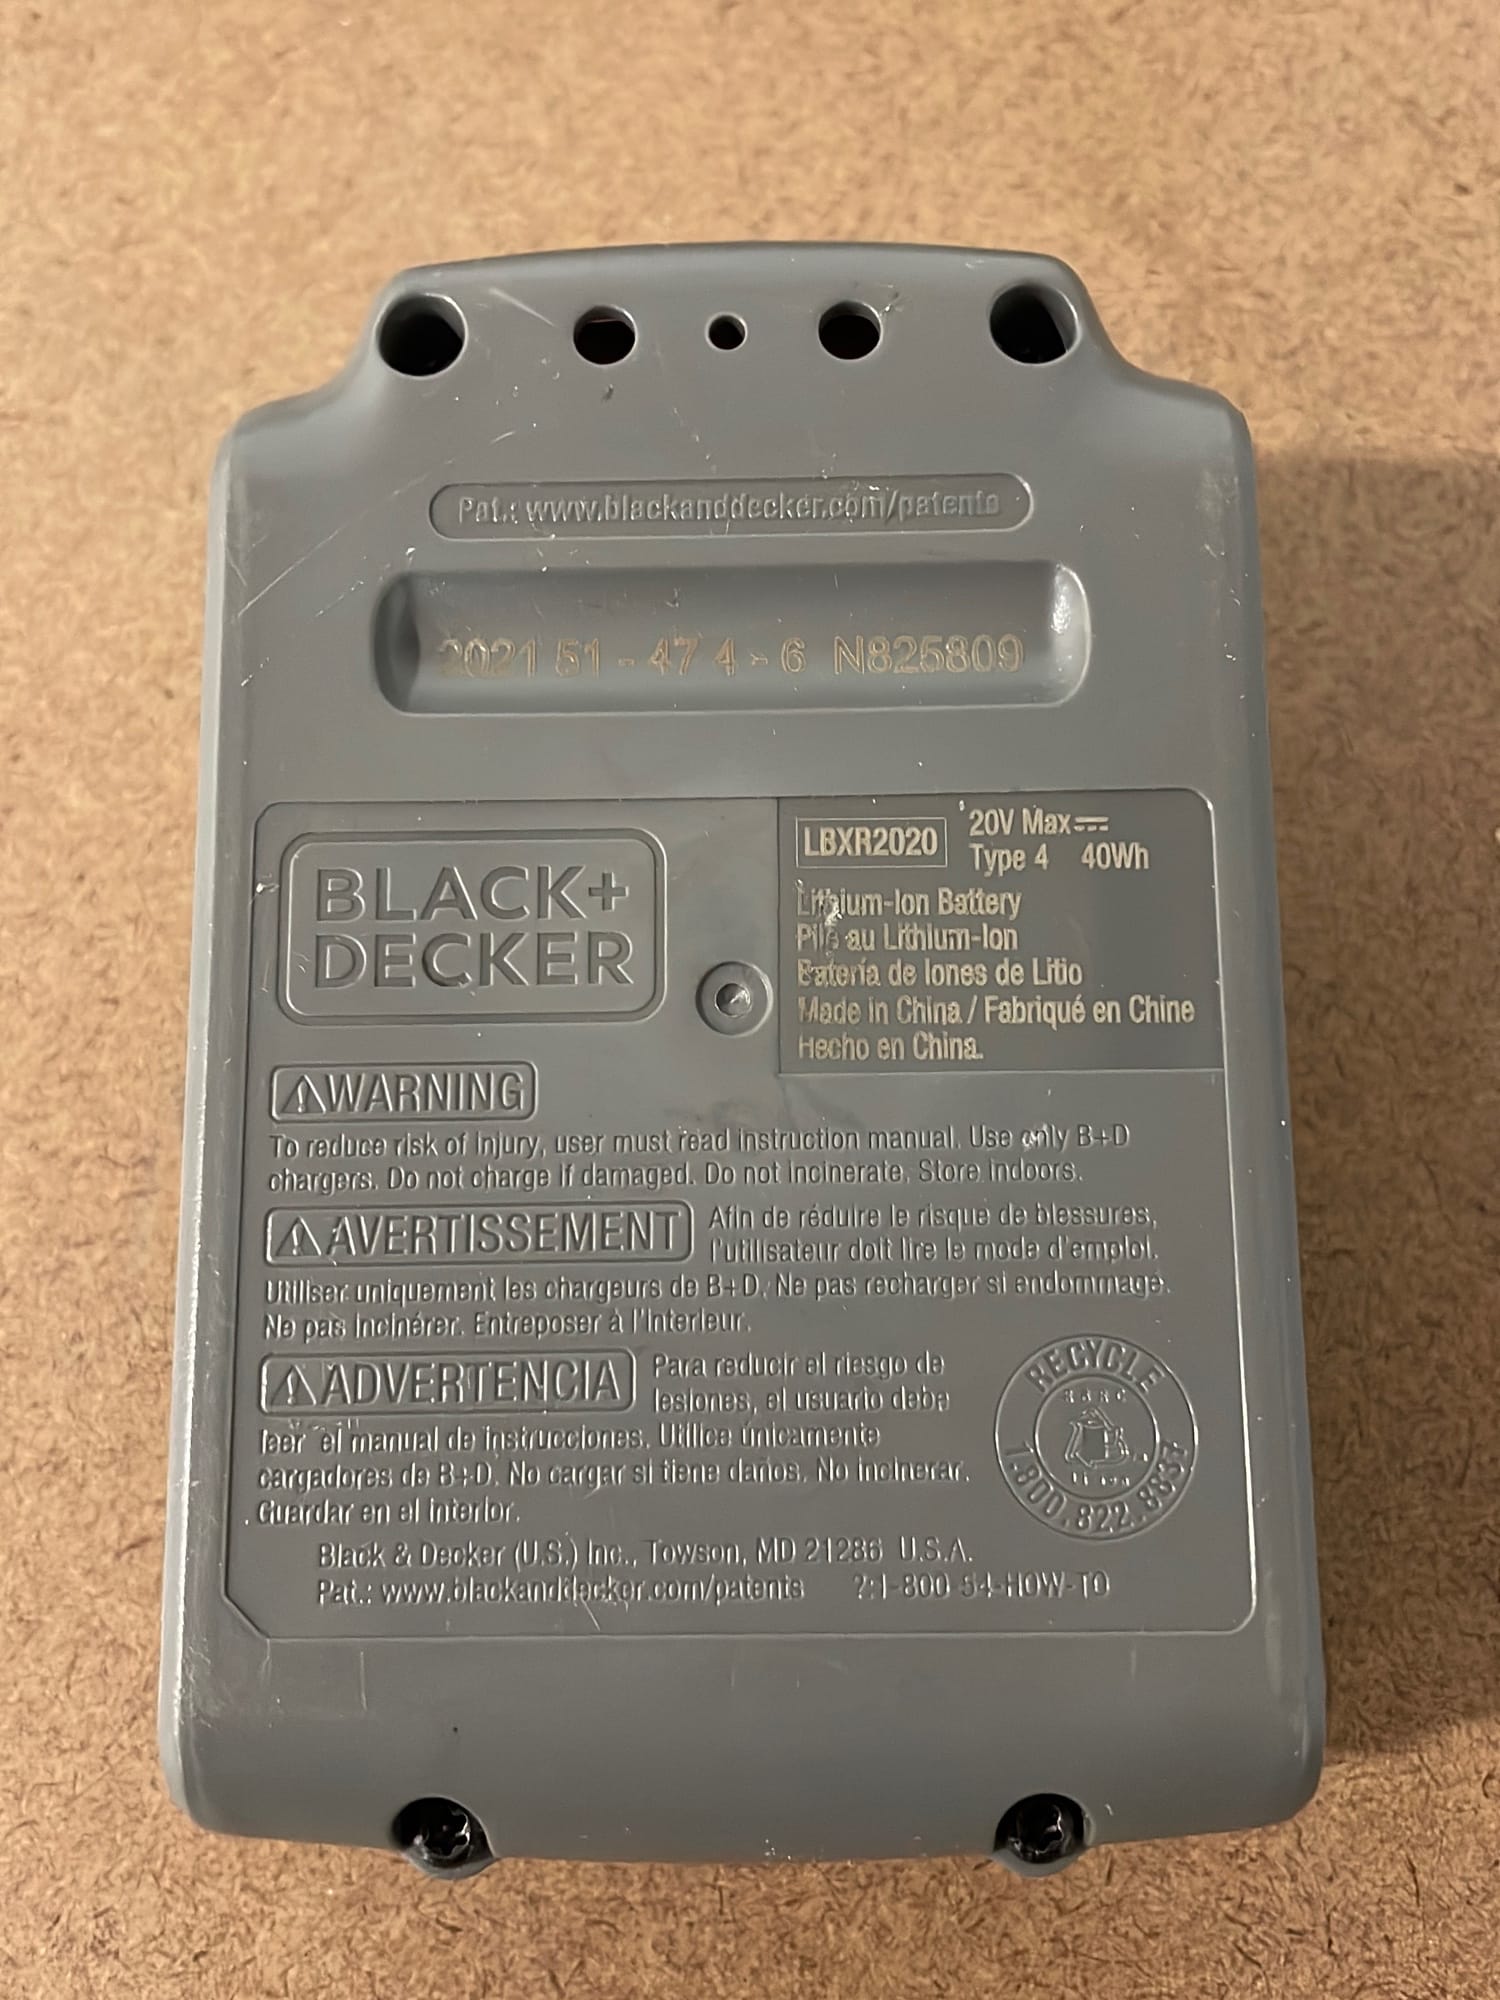 Pat.: www.blackanddecker.com/patents
2021 51 - 47 4 - 6 N825809
BLACK+
DECKER
LBXR2020
20V Max⎓
Type 4 40Wh
Lithium-Ion Battery
Pile au Lithium-Ion
Batería de Iones de Litio
Made in China / Fabriqué en Chine
Hecho en China.
⚠WARNING
To reduce risk of injury, user must read instruction manual. Use only B+D
chargers. Do not charge if damaged. Do not incinerate. Store indoors.
⚠AVERTISSEMENT Afin de réduire le risque de blessures,
l'utilisateur doit lire le mode d'emploi.
Utiliser uniquement les chargeurs de B+D. Ne pas recharger si endommagé.
Ne pas incinérer. Entreposer à l'interieur.
⚠ADVERTENCIA Para reducir el riesgo de
lesiones, el usuario debe
leer el manual de instrucciones. Utilice únicamente
cargadores de B+D. No cargar si tiene daños. No incinerar.
Guardar en el interior.
RECYCLE
RBRC
Li-ion
1.800.822.8837
Black & Decker (U.S.) Inc., Towson, MD 21286 U.S.A.
Pat.: www.blackanddecker.com/patents ?:1-800-54-HOW-TO